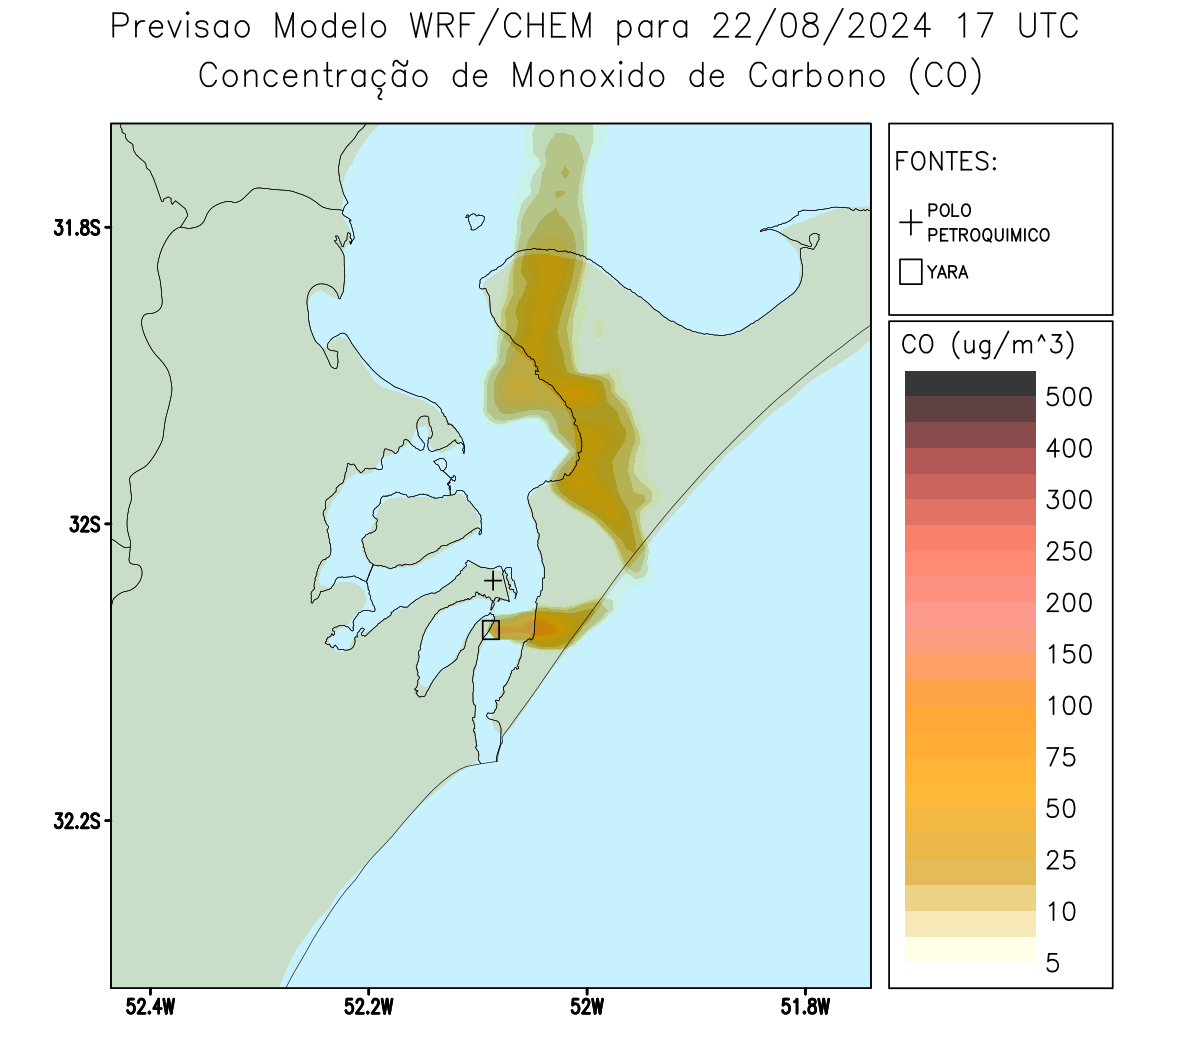 Previsao Modelo WRF/CHEM para 22/08/2024 17 UTC
Concentração de Monoxido de Carbono (CO)
FONTES:
POLO
PETROQUIMICO
YARA
CO (ug/m^3)
500
400
300
250
200
150
100
75
50
25
10
5
31.8S
32S
32.2S
52.4W
52.2W
52W
51.8W